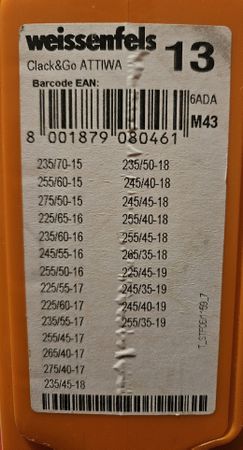 weissenfels 13
Clack&Go ATTIWA
Barcode EAN:
6ADA
M43
8 001879 080461
235/70-15 235/50-18
255/60-15 245/40-18
275/50-15 245/45-18
225/65-16 255/40-18
235/60-16 255/45-18
245/55-16 265/35-18
255/50-16 225/45-19
225/55-17 245/35-19
225/60-17 245/40-19
235/55-17 255/35-19
255/45-17
265/40-17
275/40-17
235/45-18